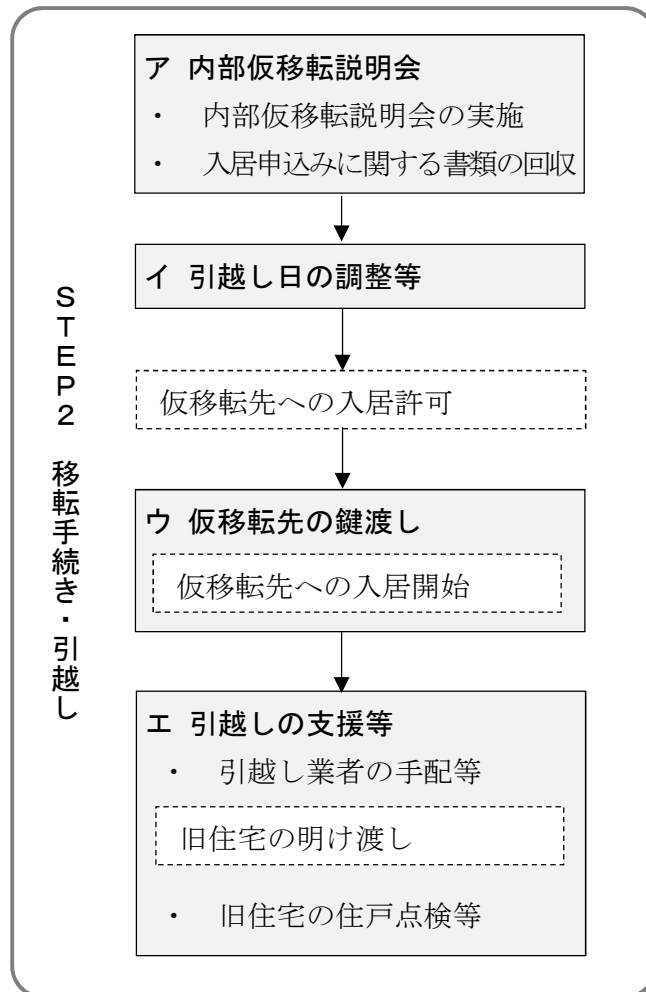 STEP2 移転手続き・引越し
ア 内部仮移転説明会
・ 内部仮移転説明会の実施
・ 入居申込みに関する書類の回収
イ 引越し日の調整等
仮移転先への入居許可
ウ 仮移転先の鍵渡し
仮移転先への入居開始
エ 引越しの支援等
・ 引越し業者の手配等
旧住宅の明け渡し
・ 旧住宅の住戸点検等